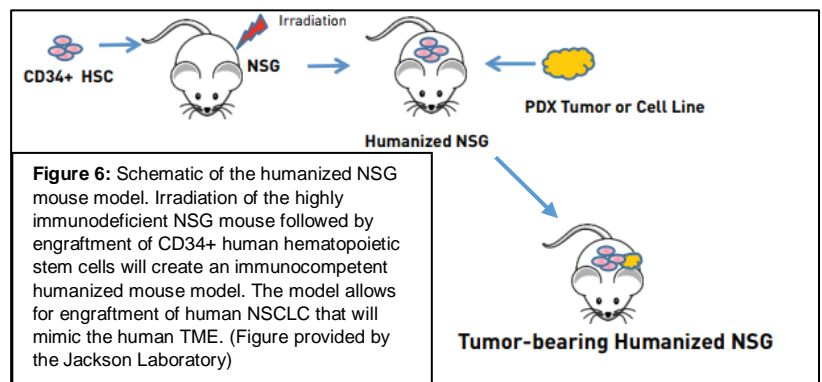 Irradiation
CD34+ HSC
NSG
PDX Tumor or Cell Line
Humanized NSG
Figure 6: Schematic of the humanized NSG
mouse model. Irradiation of the highly
immunodeficient NSG mouse followed by
engraftment of CD34+ human hematopoietic
stem cells will create an immunocompetent
humanized mouse model. The model allows
for engraftment of human NSCLC that will
mimic the human TME. (Figure provided by
the Jackson Laboratory)
Tumor-bearing Humanized NSG